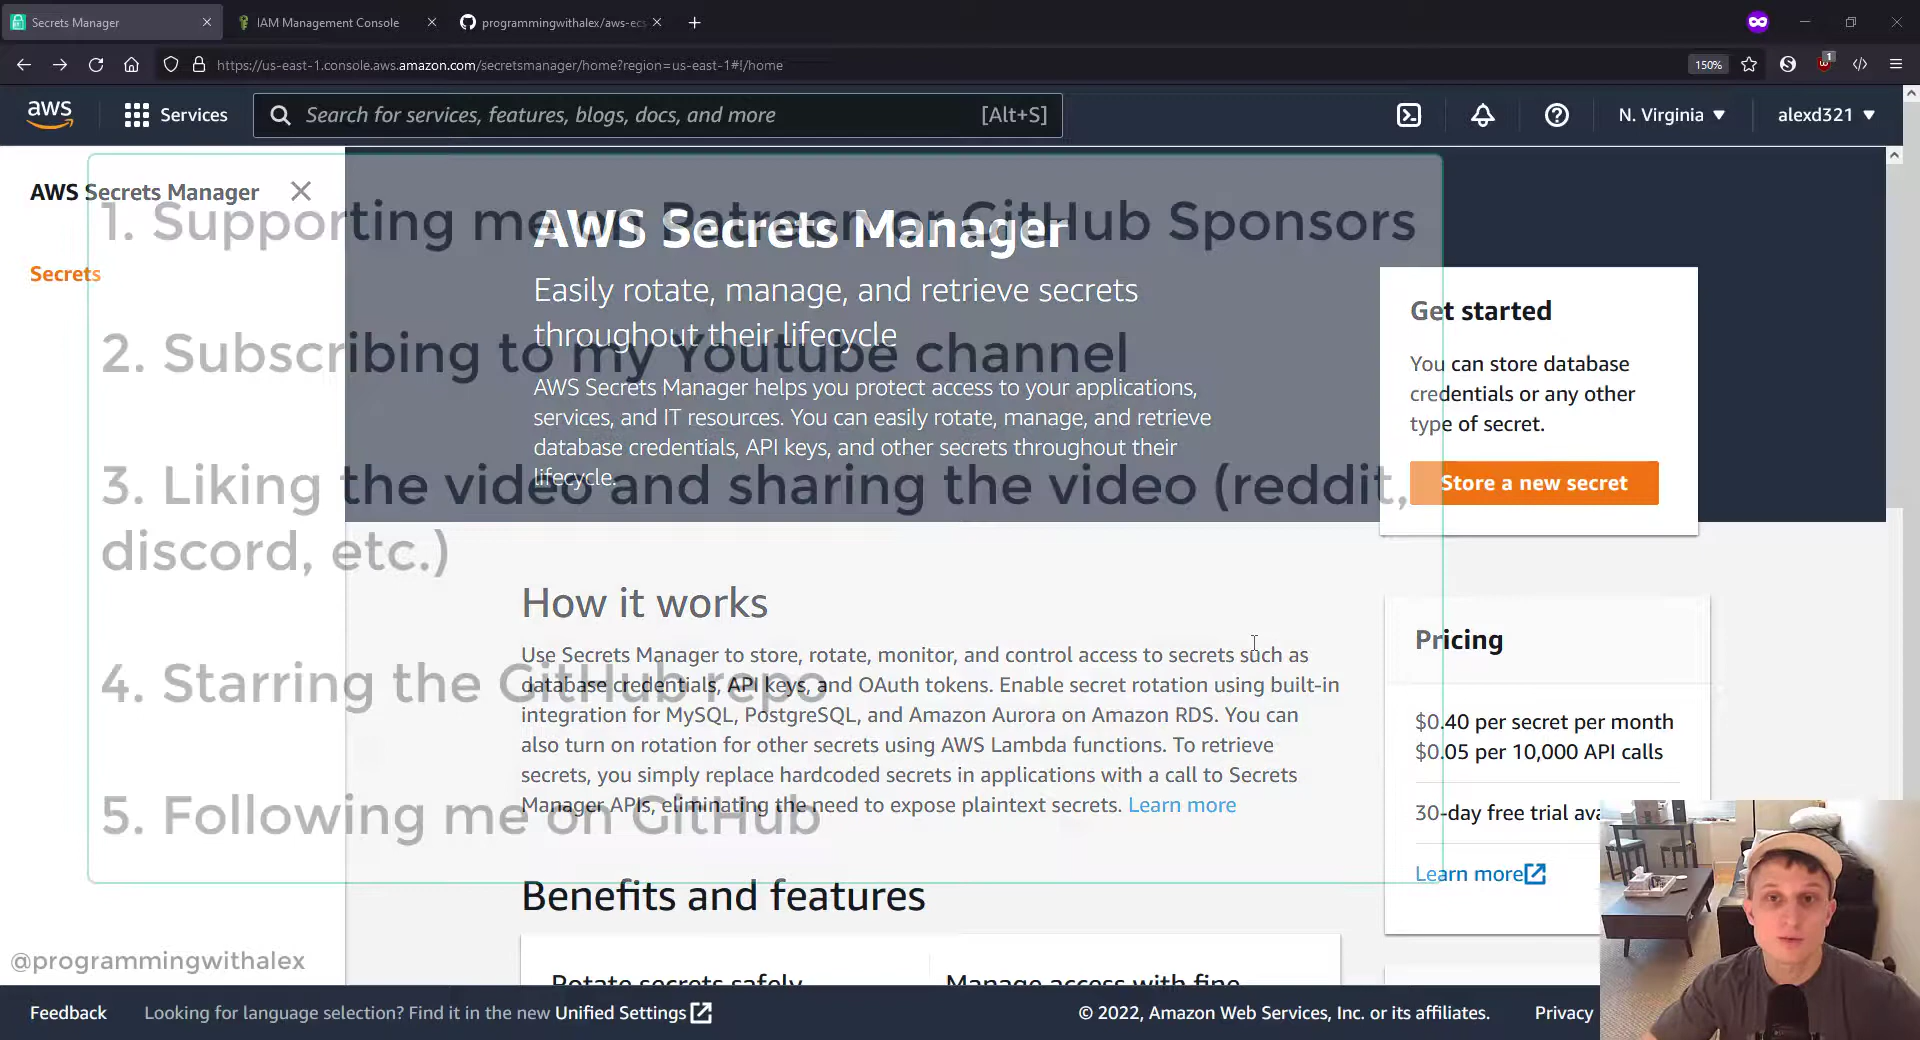 Secrets Manager
IAM Management Console
programmingwithalex/aws-ecs
https://us-east-1.console.aws.amazon.com/secretsmanager/home?region=us-east-1#!/home
150%
1
aws
Services
Search for services, features, blogs, docs, and more
[Alt+S]
N. Virginia
alexd321
AWS Secrets Manager
Secrets
1. Supporting me on Patreon or GitHub Sponsors
2. Subscribing to my Youtube channel
3. Liking the video and sharing the video (reddit,
discord, etc.)
4. Starring the GitHub repo
5. Following me on GitHub
AWS Secrets Manager
Easily rotate, manage, and retrieve secrets
throughout their lifecycle
AWS Secrets Manager helps you protect access to your applications,
services, and IT resources. You can easily rotate, manage, and retrieve
database credentials, API keys, and other secrets throughout their
lifecycle.
Get started
You can store database
credentials or any other
type of secret.
Store a new secret
How it works
Use Secrets Manager to store, rotate, monitor, and control access to secrets such as
database credentials, API keys, and OAuth tokens. Enable secret rotation using built-in
integration for MySQL, PostgreSQL, and Amazon Aurora on Amazon RDS. You can
also turn on rotation for other secrets using AWS Lambda functions. To retrieve
secrets, you simply replace hardcoded secrets in applications with a call to Secrets
Manager APIs, eliminating the need to expose plaintext secrets. Learn more
Pricing
$0.40 per secret per month
$0.05 per 10,000 API calls
30-day free trial ava
Learn more
Benefits and features
Rotate secrets safely
Manage access with fine
@programmingwithalex
Feedback
Looking for language selection? Find it in the new Unified Settings
© 2022, Amazon Web Services, Inc. or its affiliates.
Privacy